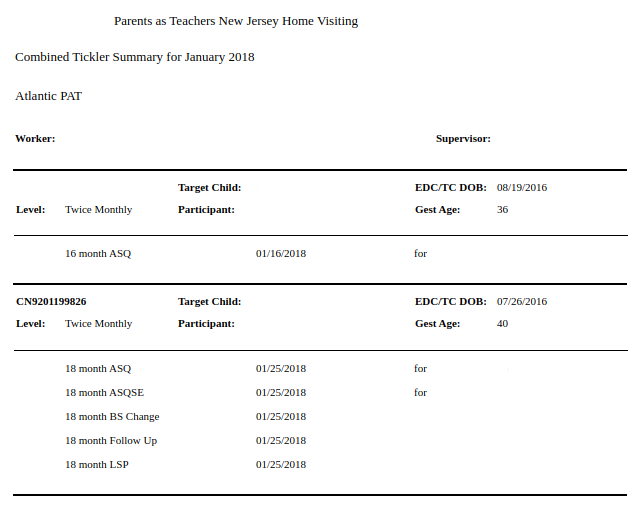 Parents as Teachers New Jersey Home Visiting
Combined Tickler Summary for January 2018
Atlantic PAT
Worker: Supervisor:
Target Child: EDC/TC DOB: 08/19/2016
Level: Twice Monthly Participant: Gest Age: 36
16 month ASQ 01/16/2018 for
CN9201199826 Target Child: EDC/TC DOB: 07/26/2016
Level: Twice Monthly Participant: Gest Age: 40
18 month ASQ 01/25/2018 for
18 month ASQSE 01/25/2018 for
18 month BS Change 01/25/2018
18 month Follow Up 01/25/2018
18 month LSP 01/25/2018